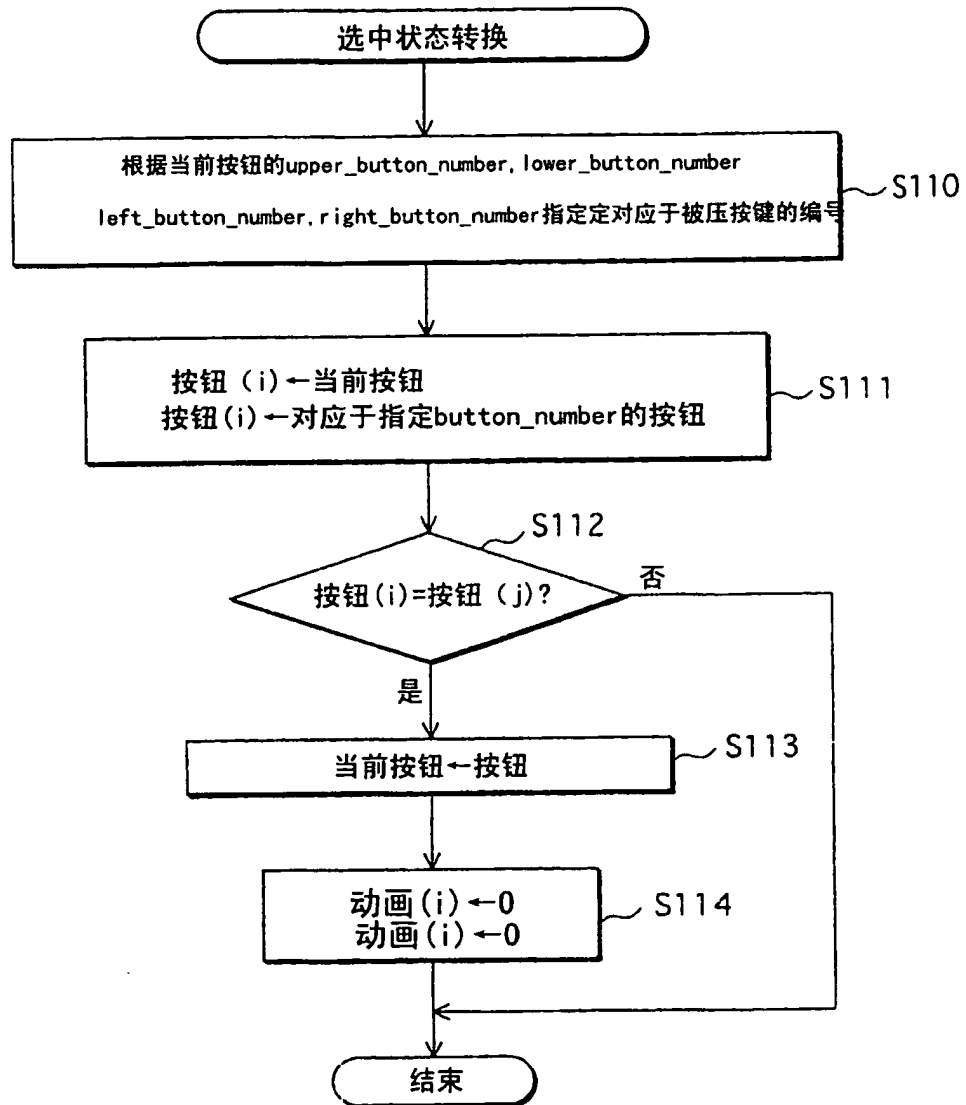 选中状态转换
根据当前按钮的upper_button_number,lower_button_number
left_button_number,right_button_number指定定对应于被压按键的编号
S110
按钮（i)←当前按钮
按钮(i)←对应于指定button_number的按钮
S111
S112
按钮(i)=按钮（j)?
否
是
当前按钮←按钮
S113
动画(i)←0
动画(i)←0
S114
结束